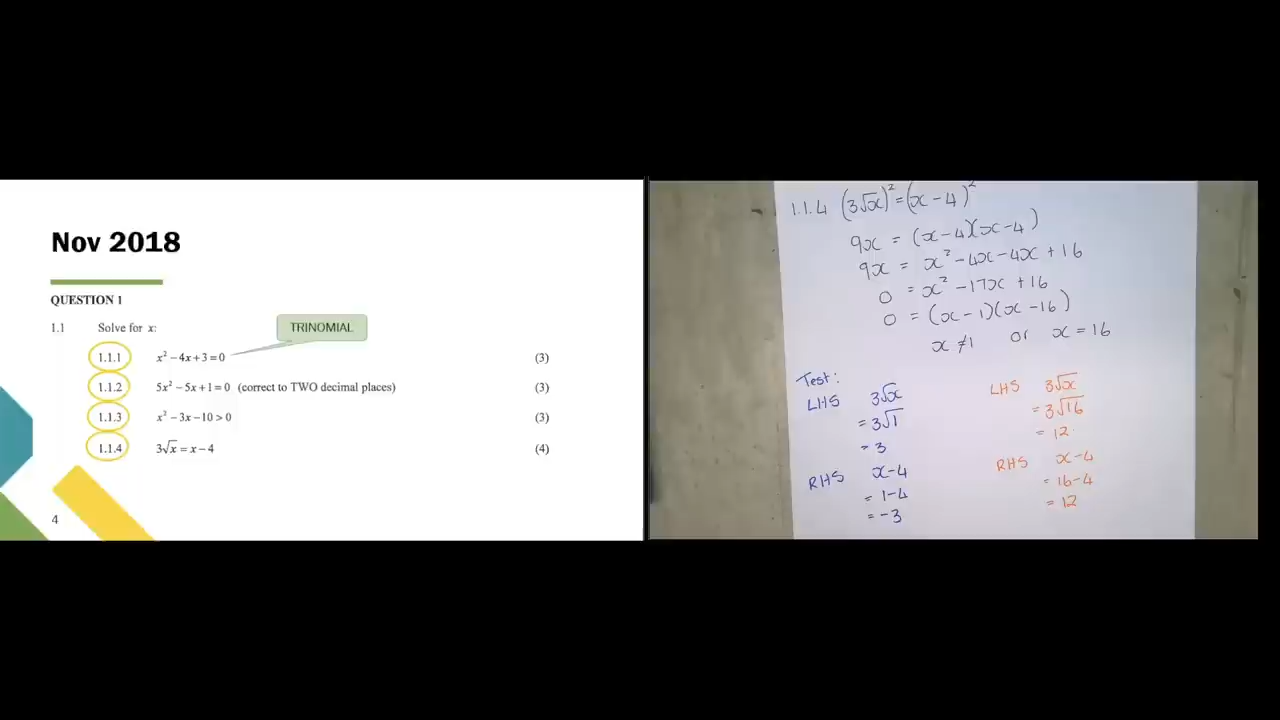 Nov 2018
QUESTION 1
1.1 Solve for x:
TRINOMIAL
1.1.1 x² − 4x + 3 = 0 (3)
1.1.2 5x² − 5x + 1 = 0 (correct to TWO decimal places) (3)
1.1.3 x² − 3x − 10 > 0 (3)
1.1.4 3√x = x − 4 (4)
4
1.1.4 (3√x)² = (x − 4)²
9x = (x − 4)(x − 4)
9x = x² − 4x − 4x + 16
0 = x² − 17x + 16
0 = (x − 1)(x − 16)
x ≠ 1 or x = 16
Test:
LHS 3√x
= 3√1
= 3
RHS x − 4
= 1 − 4
= −3
LHS 3√x
= 3√16
= 12
RHS x − 4
= 16 − 4
= 12